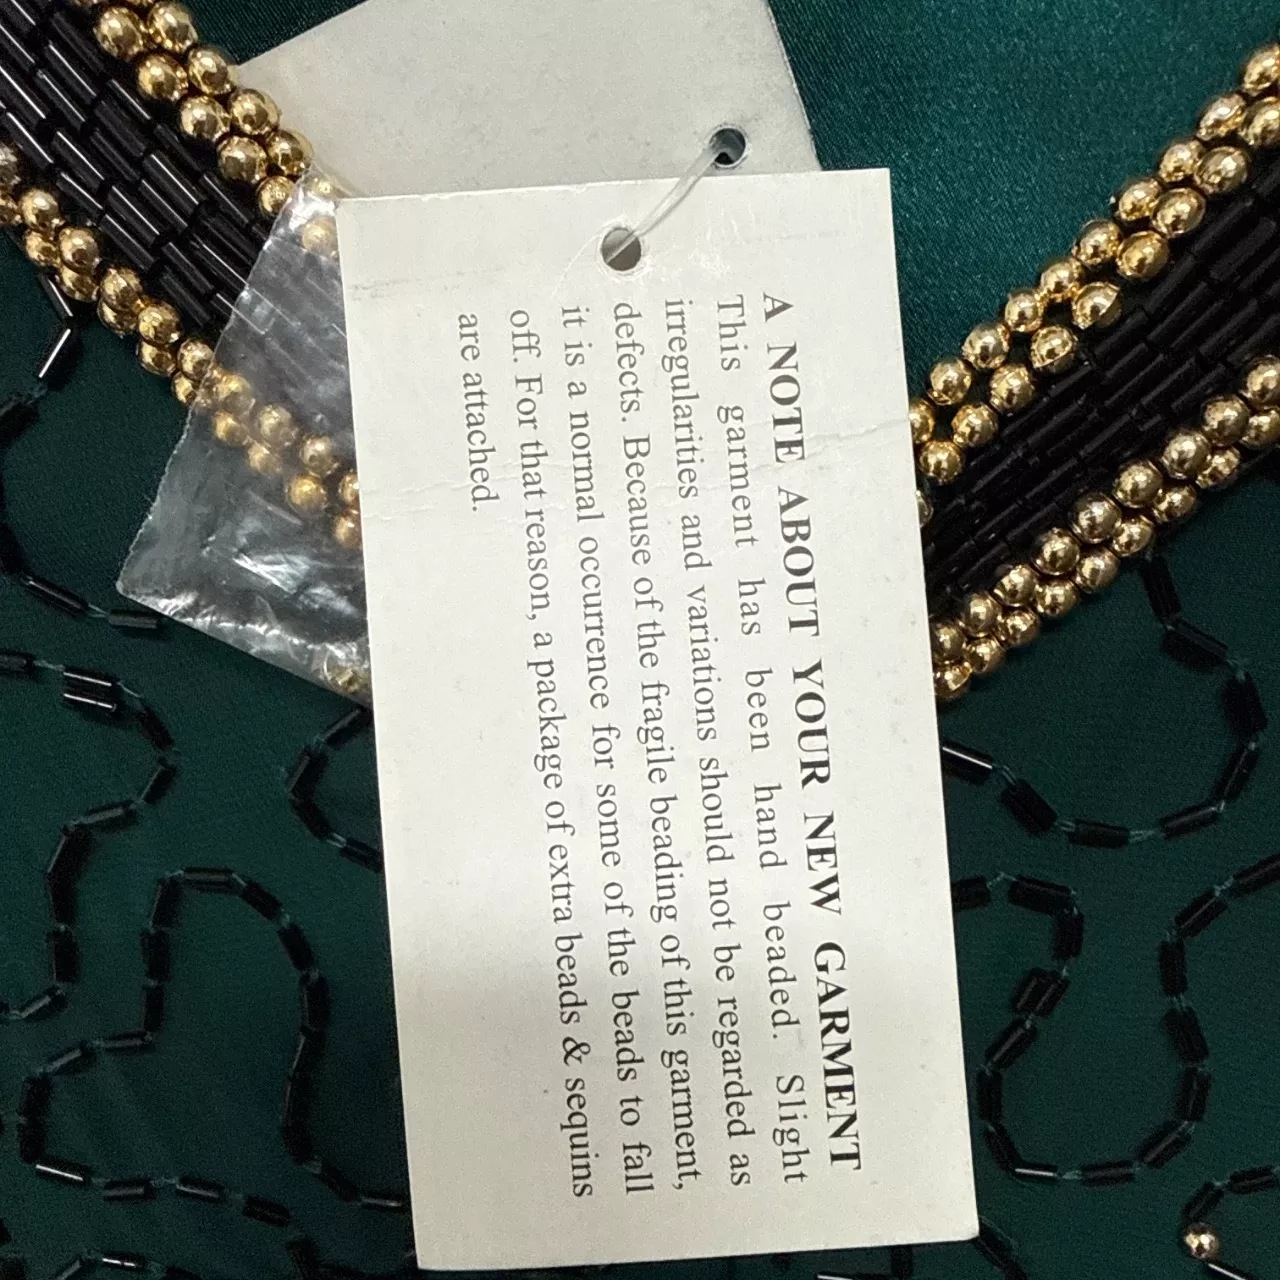 A NOTE ABOUT YOUR NEW GARMENT
This garment has been hand beaded. Slight
irregularities and variations should not be regarded as
defects. Because of the fragile beading of this garment,
it is a normal occurrence for some of the beads to fall
off. For that reason, a package of extra beads & sequins
are attached.